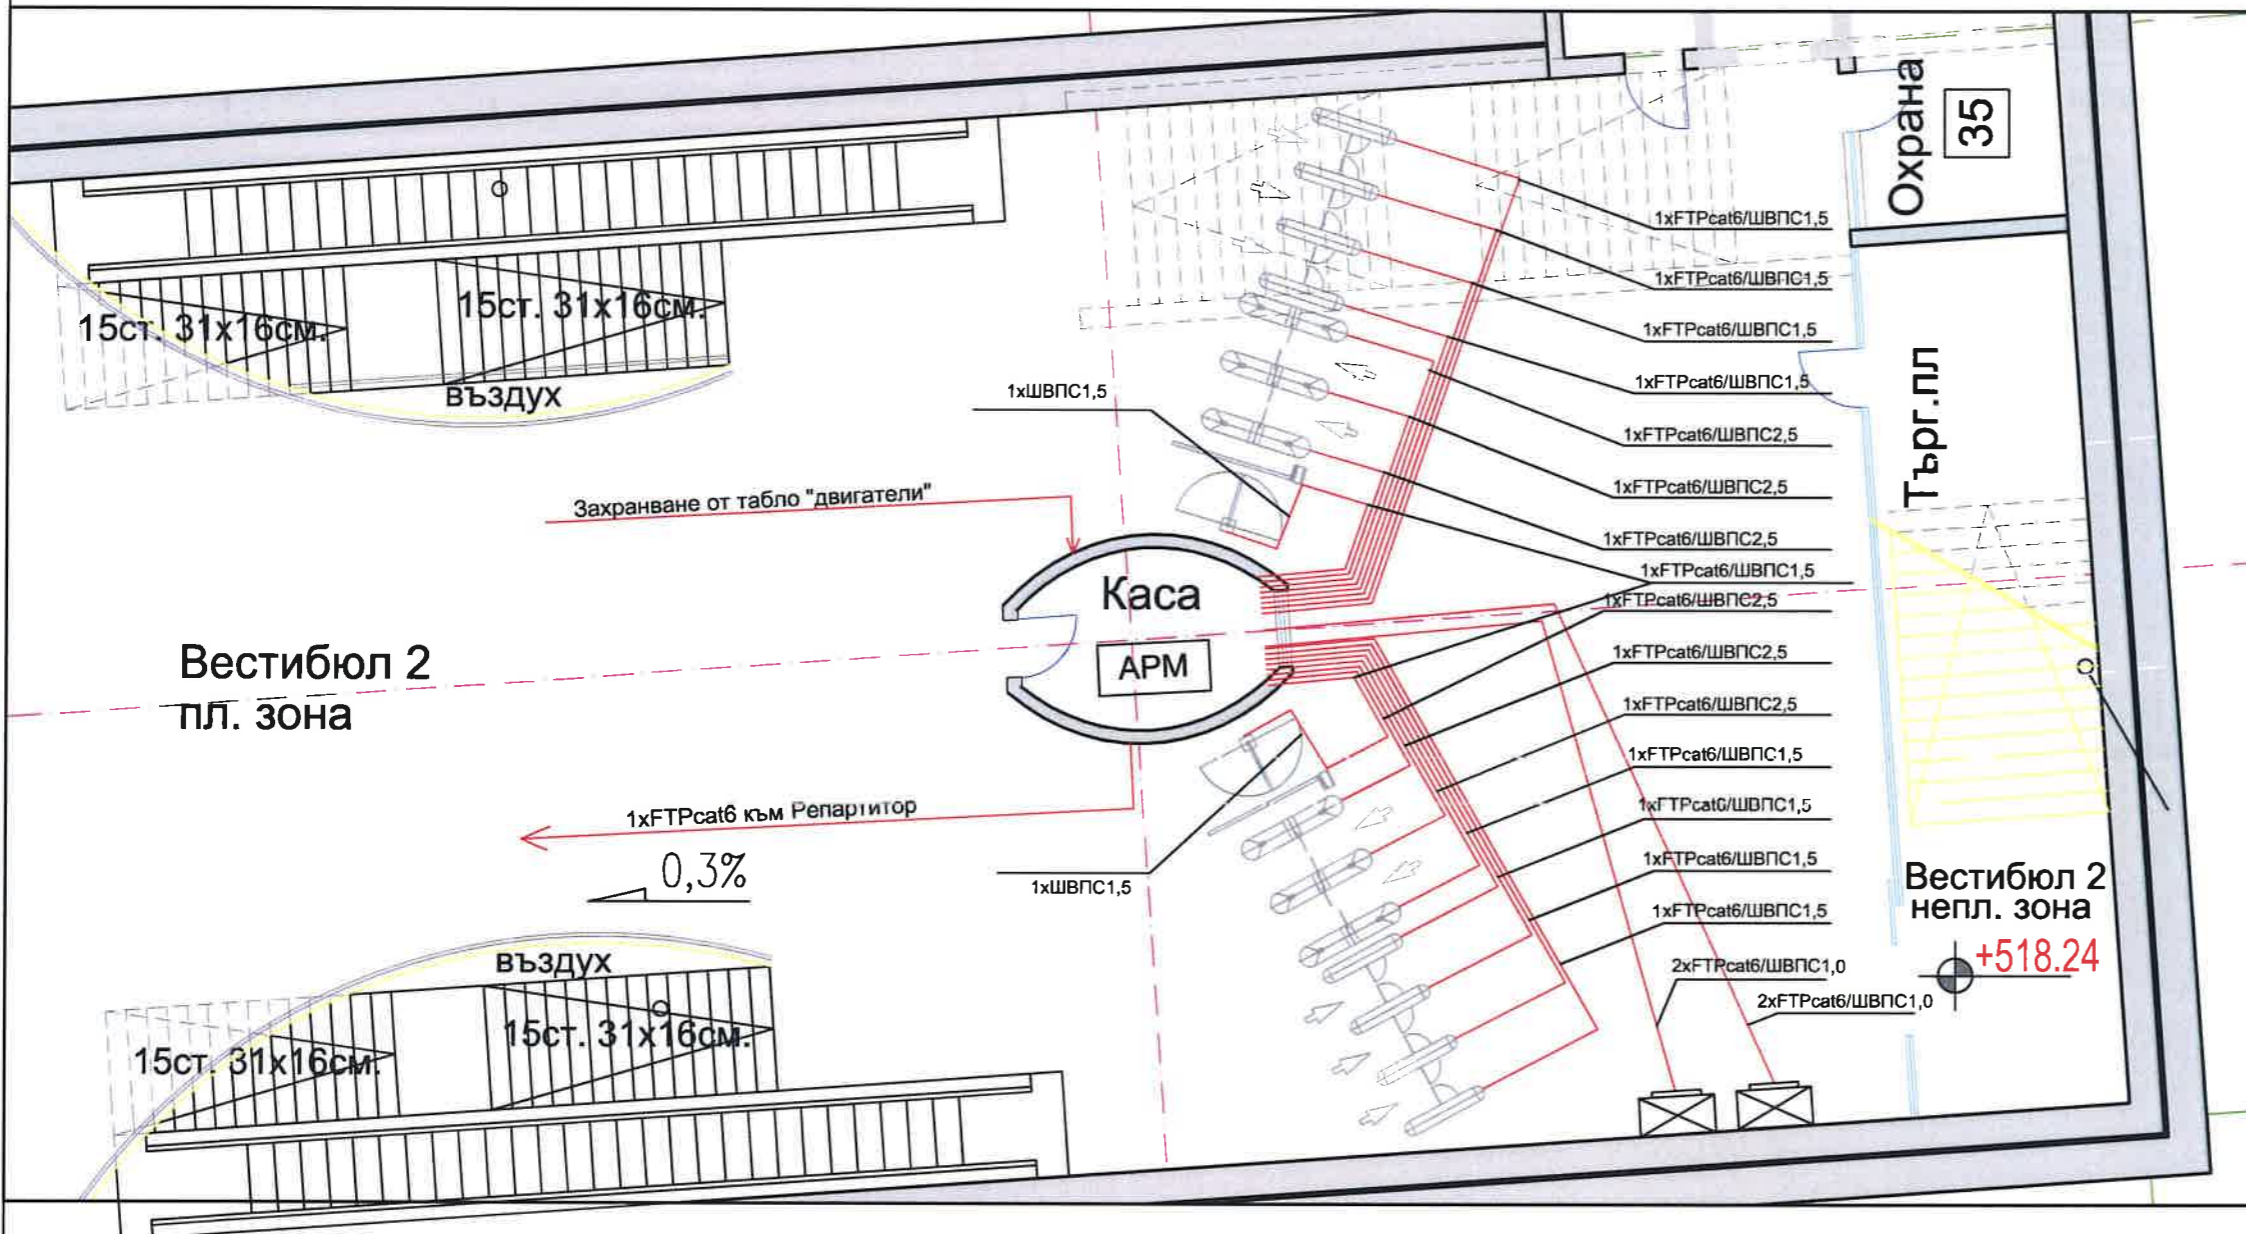 Охрана
35
1xFTPcat6/ШВПС1,5
1xFTPcat6/ШВПС1,5
1xFTPcat6/ШВПС1,5
1xFTPcat6/ШВПС1,5
1xFTPcat6/ШВПС2,5
1xFTPcat6/ШВПС2,5
1xFTPcat6/ШВПС2,5
1xFTPcat6/ШВПС1,5
1xFTPcat6/ШВПС2,5
1xFTPcat6/ШВПС2,5
1xFTPcat6/ШВПС2,5
1xFTPcat6/ШВПС1,5
1xFTPcat6/ШВПС1,5
1xFTPcat6/ШВПС1,5
1xFTPcat6/ШВПС1,5
2xFTPcat6/ШВПС1,0
2xFTPcat6/ШВПС1,0
Търг.пл
15ст. 31x16см.
15ст. 31x16см.
въздух
1xШВПС1,5
Захранване от табло "двигатели"
Каса
АРМ
Вестибюл 2
пл. зона
1xFTPcat6 към Репартитор
0,3%
1xШВПС1,5
Вестибюл 2
непл. зона
+518.24
въздух
15ст. 31x16см.
15ст. 31x16см.